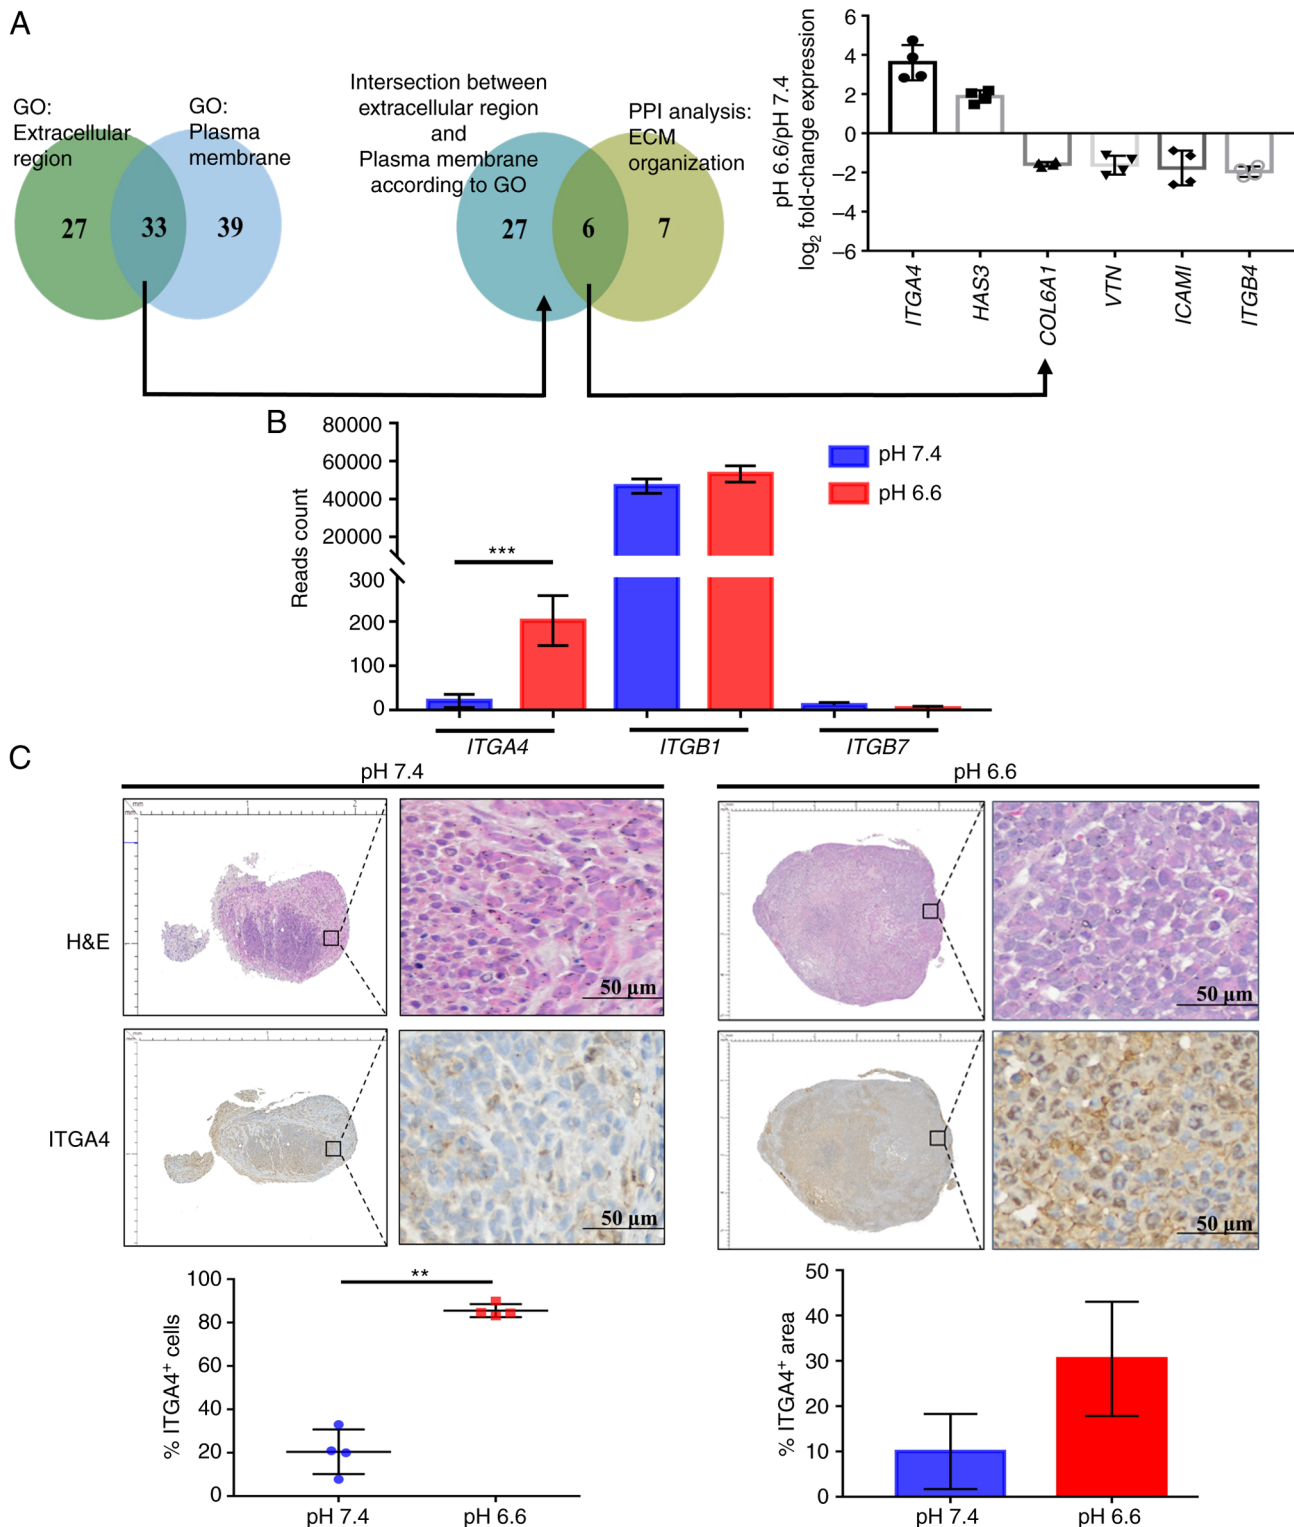 A
GO:
Extracellular
region
GO:
Plasma
membrane
27
33
39
Intersection between
extracellular region
and
Plasma membrane
according to GO
PPI analysis:
ECM
organization
27
6
7
pH 6.6/pH 7.4
log2 fold-change expression
6
4
2
0
–2
–4
–6
ITGA4
HAS3
COL6A1
VTN
ICAMI
ITGB4
B
Reads count
80000
60000
40000
20000
300
200
100
0
***
pH 7.4
pH 6.6
ITGA4
ITGB1
ITGB7
C
pH 7.4
pH 6.6
mm
1
2
H&E
50 µm
50 µm
ITGA4
50 µm
50 µm
% ITGA4+ cells
100
80
60
40
20
0
**
pH 7.4
pH 6.6
% ITGA4+ area
50
40
30
20
10
0
pH 7.4
pH 6.6